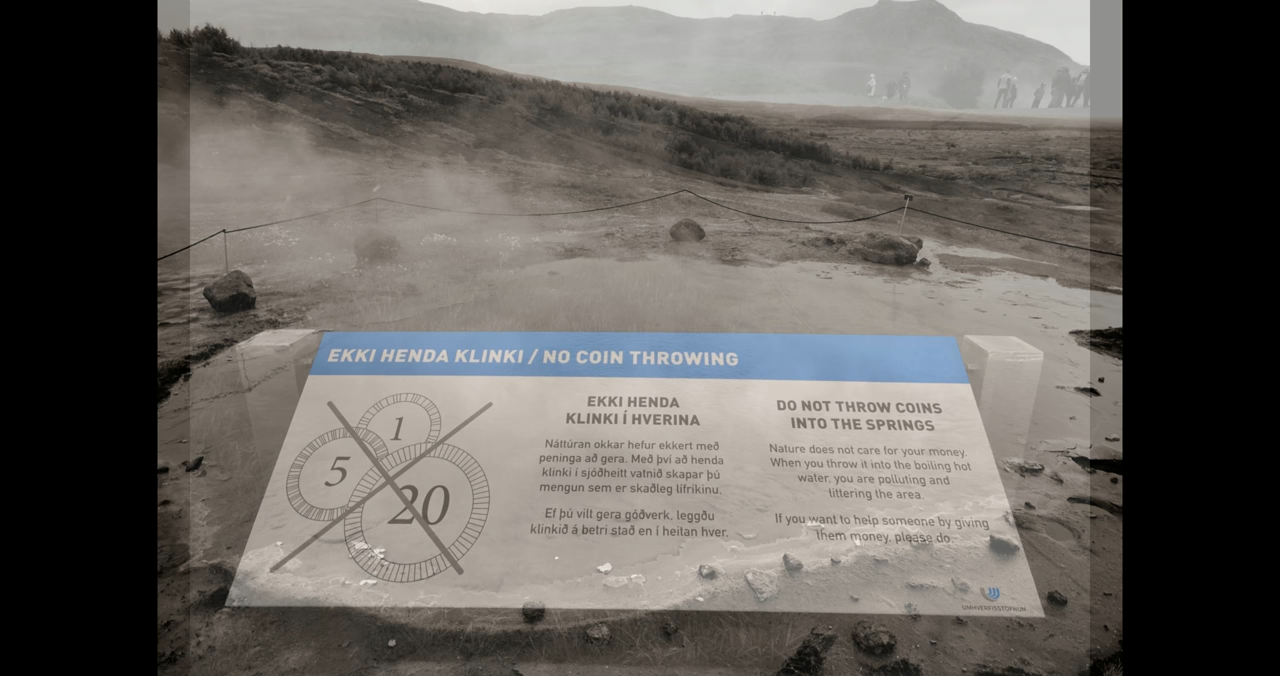 EKKI HENDA KLINKI / NO COIN THROWING
1
5
20
EKKI HENDA
KLINKI Í HVERINA
Náttúran okkar hefur ekkert með
peninga að gera. Með því að henda
klinki í sjóðheitt vatnið skapar þú
mengun sem er skaðleg lífríkinu.
Ef þú vilt gera góðverk, leggðu
klinkið á betri stað en í heitan hver.
DO NOT THROW COINS
INTO THE SPRINGS
Nature does not care for your money.
When you throw it into the boiling hot
water, you are polluting and
littering the area.
If you want to help someone by giving
them money, please do.
UMHVERFISSTOFNUN